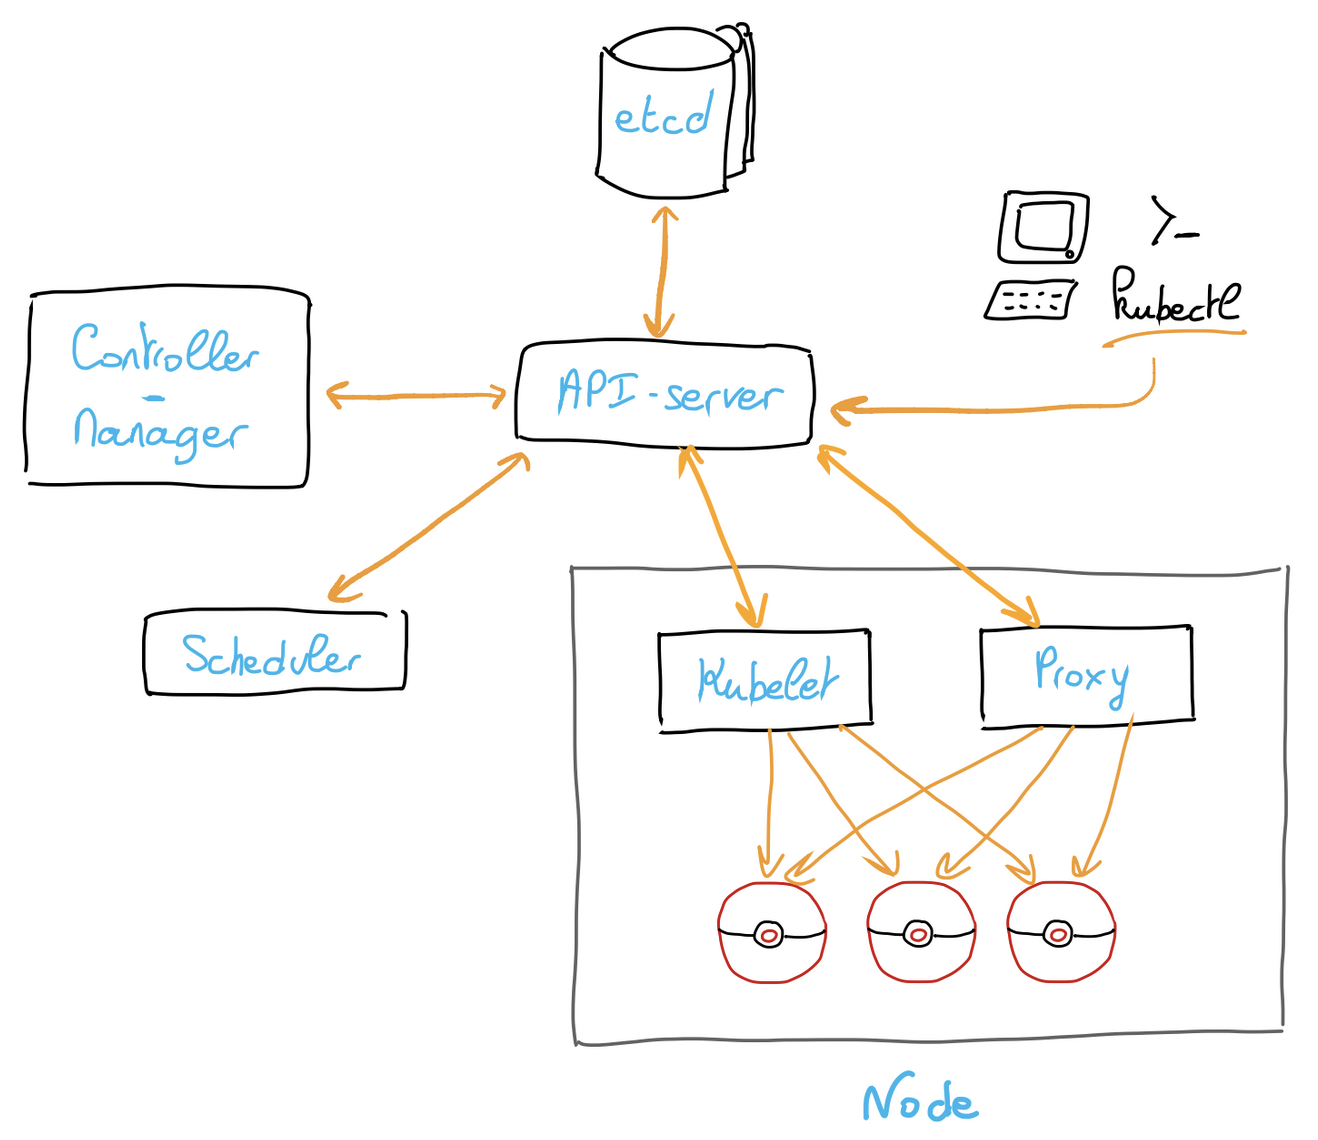 etcd
>_
kubectl
Controller
-
Manager
API-server
Scheduler
Kubelet
Proxy
Node